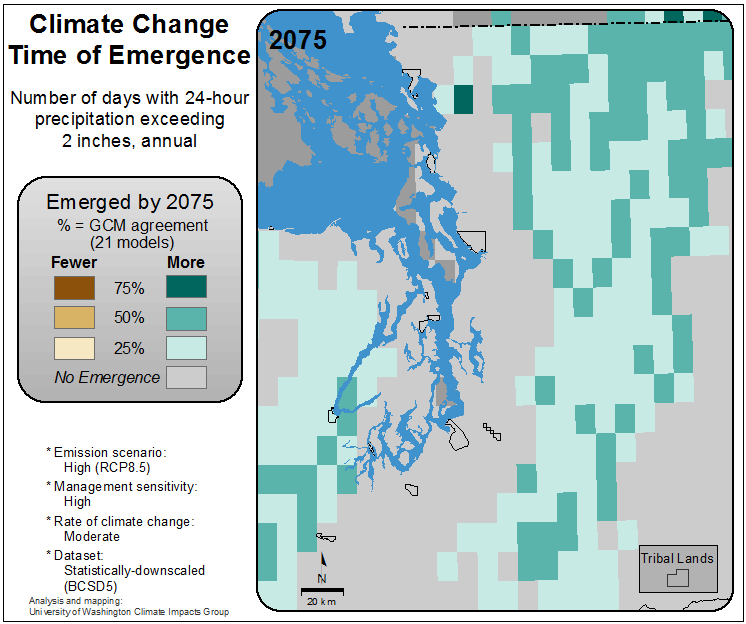 Climate Change
Time of Emergence
Number of days with 24-hour
precipitation exceeding
2 inches, annual
Emerged by 2075
% = GCM agreement
(21 models)
Fewer More
75%
50%
25%
No Emergence
* Emission scenario:
High (RCP8.5)
* Management sensitivity:
High
* Rate of climate change:
Moderate
* Dataset:
Statistically-downscaled
(BCSD5)
Analysis and mapping:
University of Washington Climate Impacts Group
2075
N
20 km
Tribal Lands